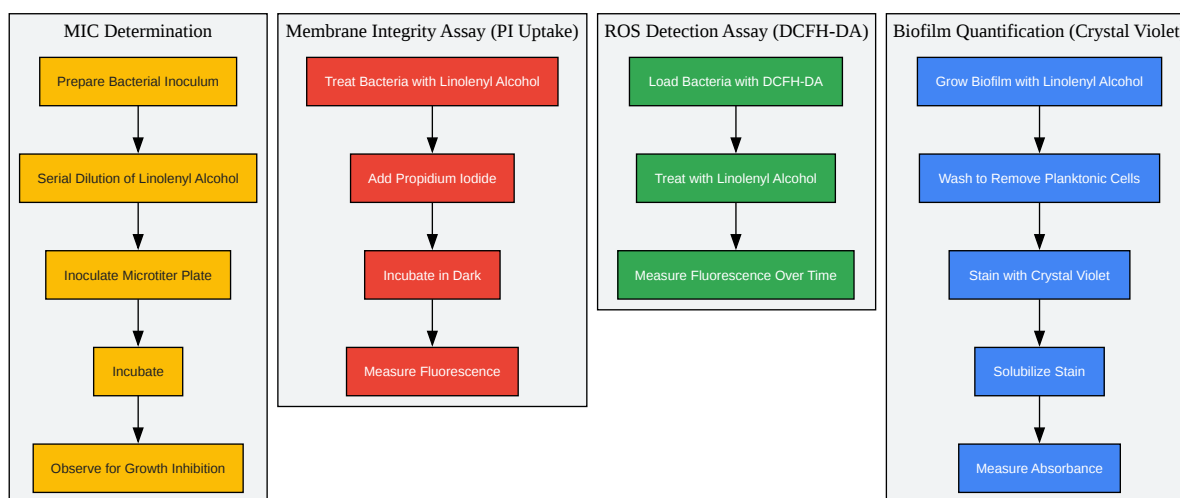 MIC Determination
Prepare Bacterial Inoculum
Serial Dilution of Linolenyl Alcohol
Inoculate Microtiter Plate
Incubate
Observe for Growth Inhibition
Membrane Integrity Assay (PI Uptake)
Treat Bacteria with Linolenyl Alcohol
Add Propidium Iodide
Incubate in Dark
Measure Fluorescence
ROS Detection Assay (DCFH-DA)
Load Bacteria with DCFH-DA
Treat with Linolenyl Alcohol
Measure Fluorescence Over Time
Biofilm Quantification (Crystal Violet
Grow Biofilm with Linolenyl Alcohol
Wash to Remove Planktonic Cells
Stain with Crystal Violet
Solubilize Stain
Measure Absorbance